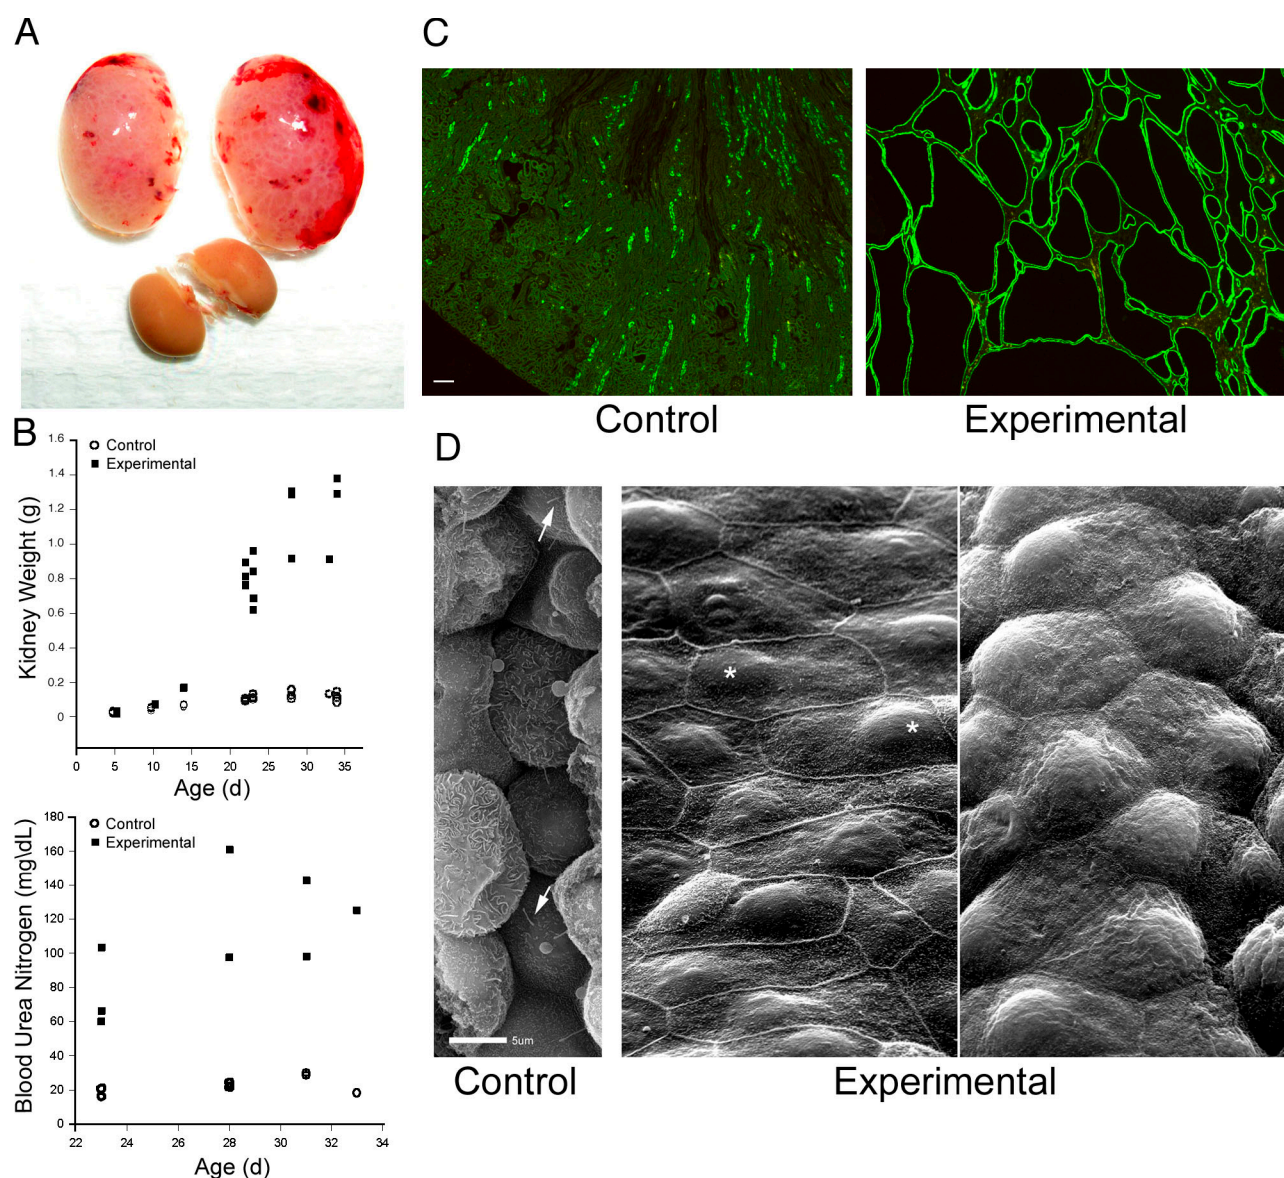 A
B
Control
Experimental
Kidney Weight (g)
1.6
1.4
1.2
1.0
0.8
0.6
0.4
0.2
0
0 5 10 15 20 25 30 35
Age (d)
Control
Experimental
Blood Urea Nitrogen (mg\dL)
180
160
140
120
100
80
60
40
20
0
22 24 26 28 30 32 34
Age (d)
C
Control Experimental
D
*
*
5um
Control Experimental